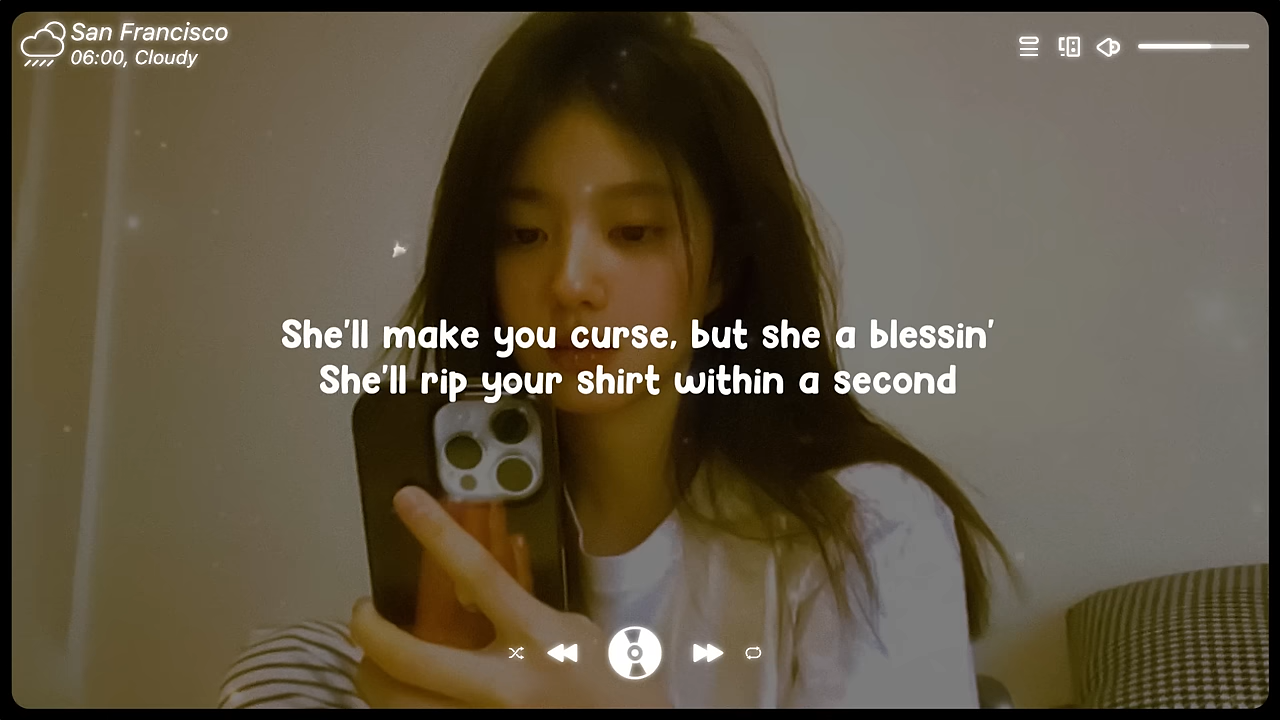 San Francisco
06:00, Cloudy
She'll make you curse, but she a blessin'
She'll rip your shirt within a second